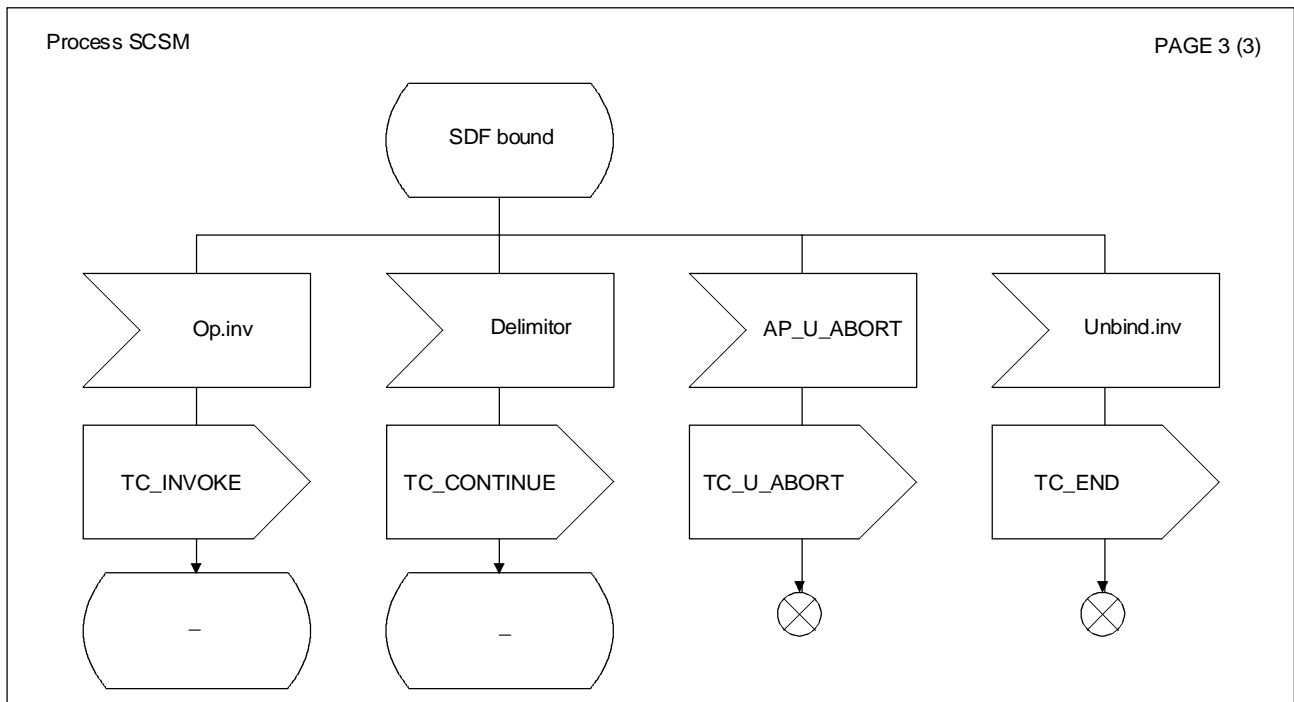 Process SCSM
PAGE 3 (3)
SDF bound
Op.inv
Delimitor
AP_U_ABORT
Unbind.inv
TC_INVOKE
TC_CONTINUE
TC_U_ABORT
TC_END
–
–